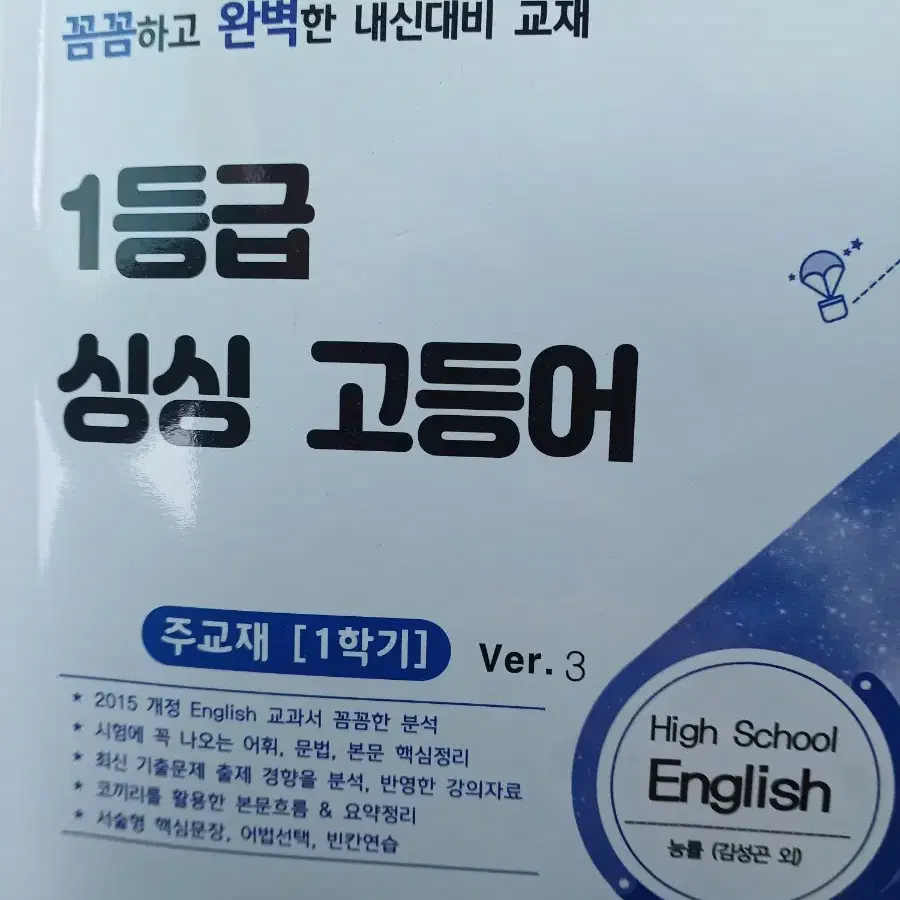 꼼꼼하고 완벽한 내신대비 교재
1등급
싱싱 고등어
주교재 [1학기] Ver. 3
* 2015 개정 English 교과서 꼼꼼한 분석
* 시험에 꼭 나오는 어휘, 문법, 본문 핵심정리
* 최신 기출문제 출제 경향을 분석, 반영한 강의자료
* 코끼리를 활용한 본문흐름 & 요약정리
* 서술형 핵심문장, 어법선택, 빈칸연습
High School
English
능률 (김성곤 외)